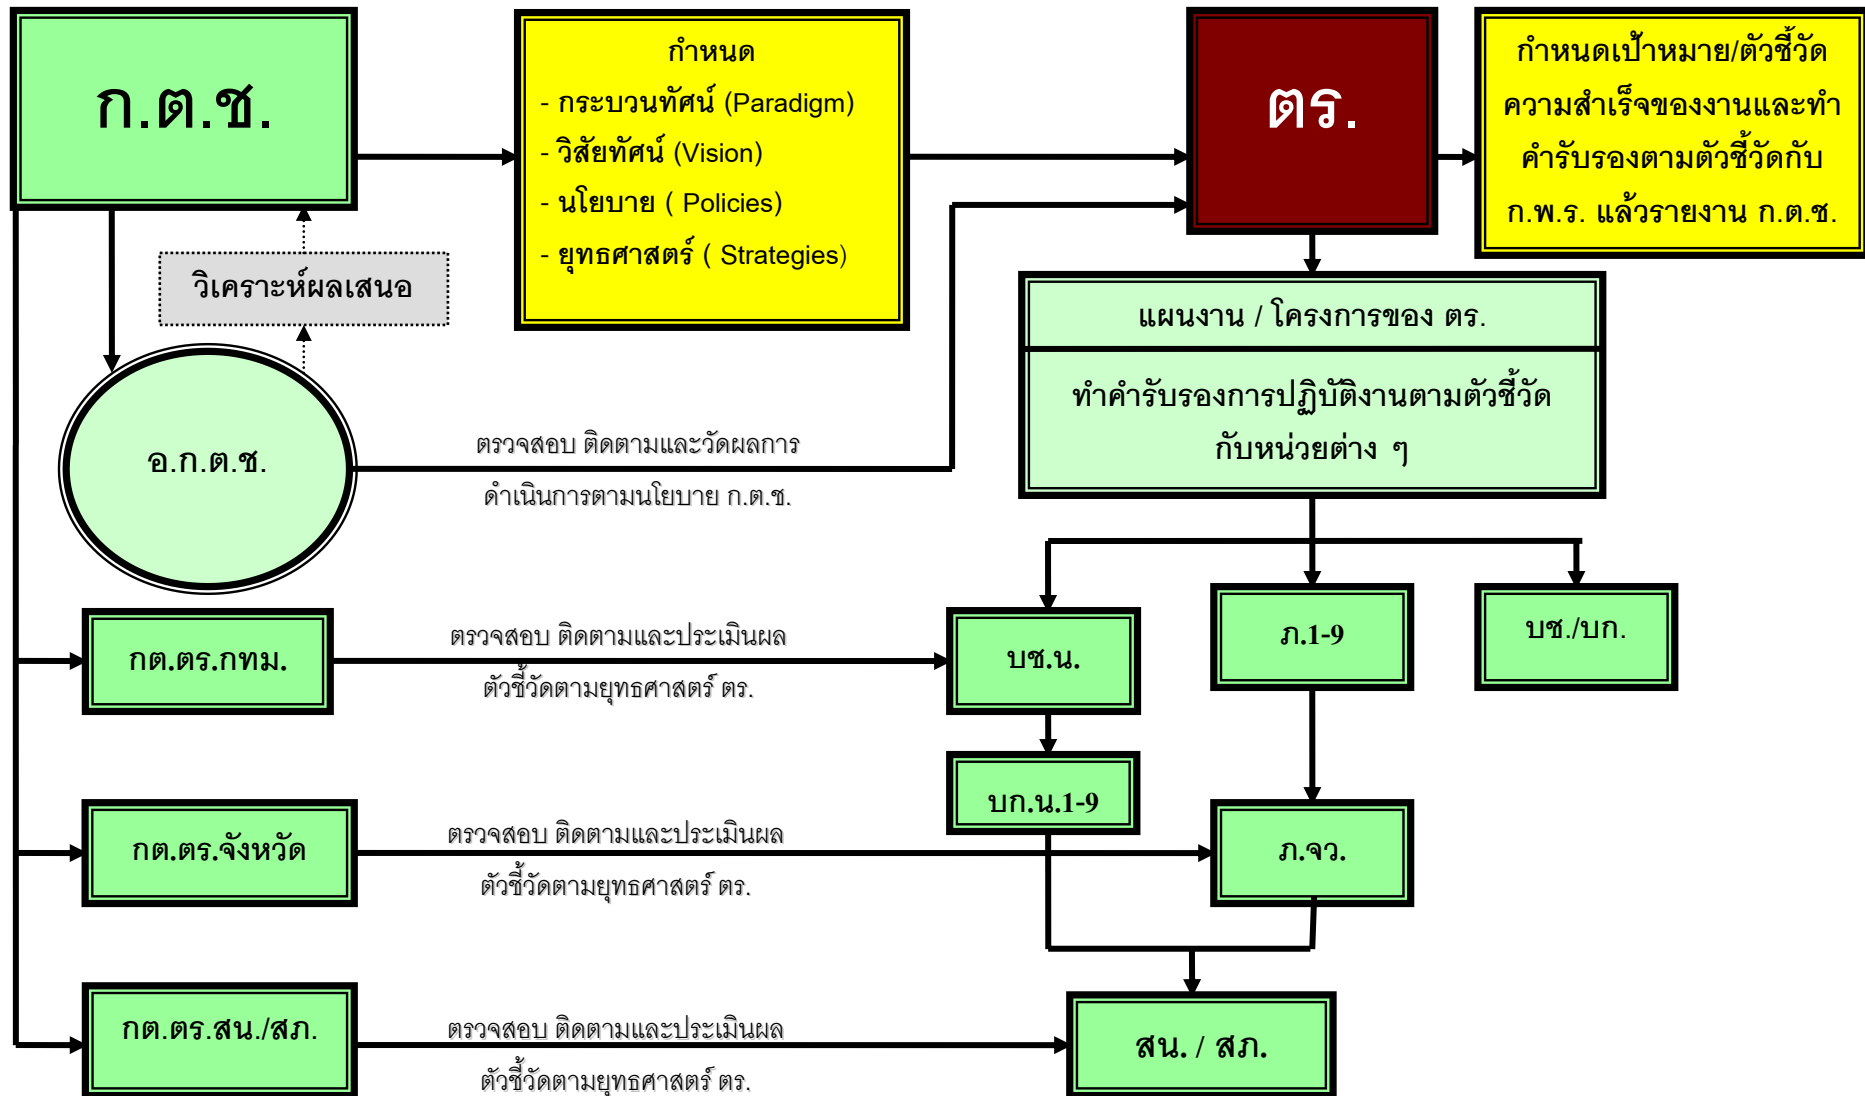 ก.ต.ช.
กำหนด
- กระบวนทัศน์ (Paradigm)
- วิสัยทัศน์ (Vision)
- นโยบาย ( Policies)
- ยุทธศาสตร์ ( Strategies)
ตร.
กำหนดเป้าหมาย/ตัวชี้วัด
ความสำเร็จของงานและทำ
คำรับรองตามตัวชี้วัดกับ
ก.พ.ร. แล้วรายงาน ก.ต.ช.
วิเคราะห์ผลเสนอ
แผนงาน / โครงการของ ตร.
ทำคำรับรองการปฏิบัติงานตามตัวชี้วัด
กับหน่วยต่าง ๆ
อ.ก.ต.ช.
ตรวจสอบ ติดตามและวัดผลการ
ดำเนินการตามนโยบาย ก.ต.ช.
กต.ตร.กทม.
ตรวจสอบ ติดตามและประเมินผล
ตัวชี้วัดตามยุทธศาสตร์ ตร.
บช.น.
ภ.1-9
บช./บก.
บก.น.1-9
กต.ตร.จังหวัด
ตรวจสอบ ติดตามและประเมินผล
ตัวชี้วัดตามยุทธศาสตร์ ตร.
ภ.จว.
กต.ตร.สน./สภ.
ตรวจสอบ ติดตามและประเมินผล
ตัวชี้วัดตามยุทธศาสตร์ ตร.
สน. / สภ.